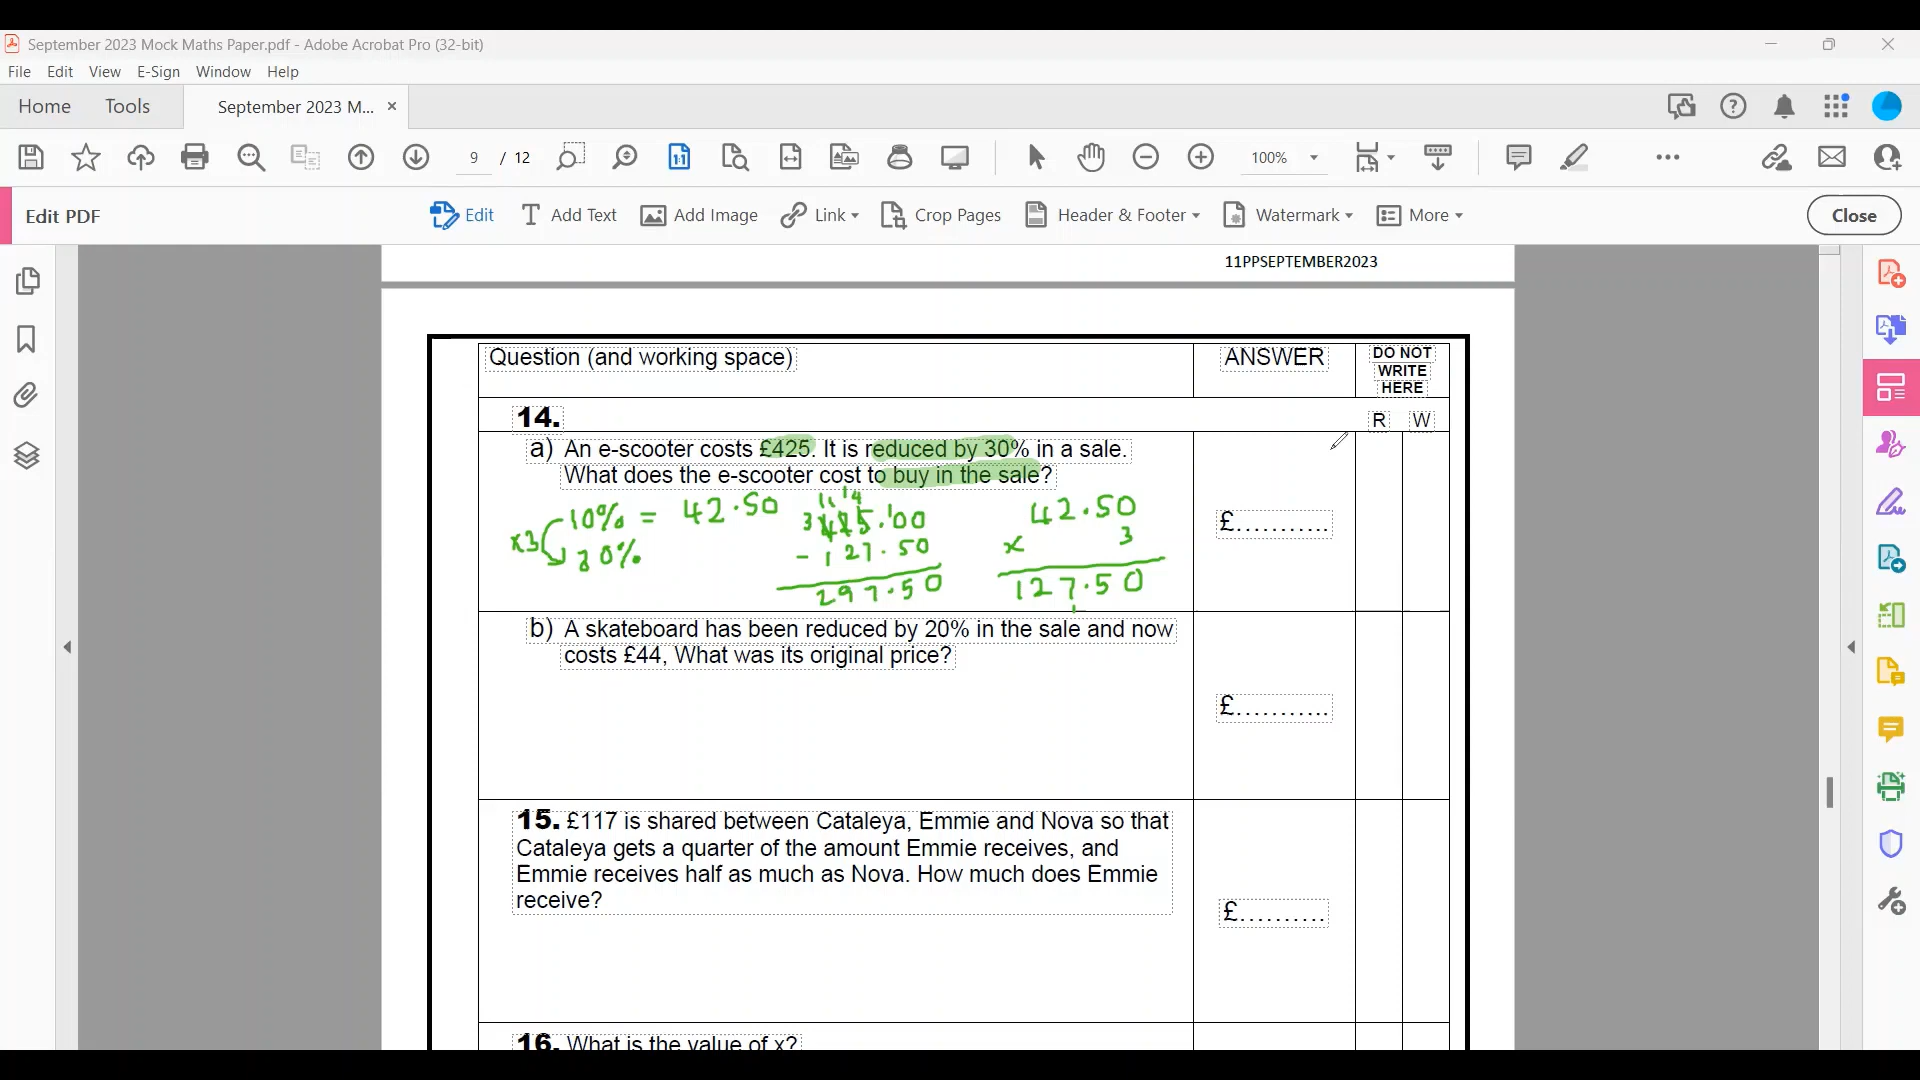 September 2023 Mock Maths Paper.pdf - Adobe Acrobat Pro (32-bit)
File Edit View E-Sign Window Help
Home Tools September 2023 M... ×
9 / 12 1:1 100%
Edit PDF Edit Add Text Add Image Link Crop Pages Header & Footer Watermark More Close
11PPSEPTEMBER2023
Question (and working space) ANSWER DO NOT
WRITE
HERE
14. R W
a) An e-scooter costs £425. It is reduced by 30% in a sale.
What does the e-scooter cost to buy in the sale?
10% = 42.50
×3
30%
425.00
- 127.50
297.50
42.50
× 3
127.50
£...........
b) A skateboard has been reduced by 20% in the sale and now
costs £44, What was its original price?
£...........
15. £117 is shared between Cataleya, Emmie and Nova so that
Cataleya gets a quarter of the amount Emmie receives, and
Emmie receives half as much as Nova. How much does Emmie
receive?
£..........
16. What is the value of x?